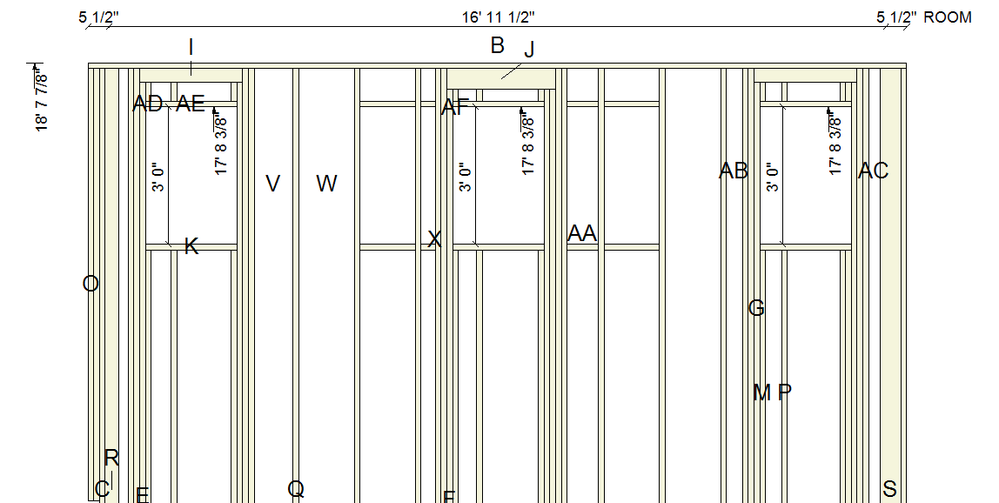 5 1/2" 16' 11 1/2" 5 1/2" ROOM
I B J
18' 7 7/8"
AD AE AF
17' 8 3/8" 17' 8 3/8" 17' 8 3/8"
3' 0" 3' 0" 3' 0"
AB AC
V W
X AA
K
O
G
M P
R
C E Q F S